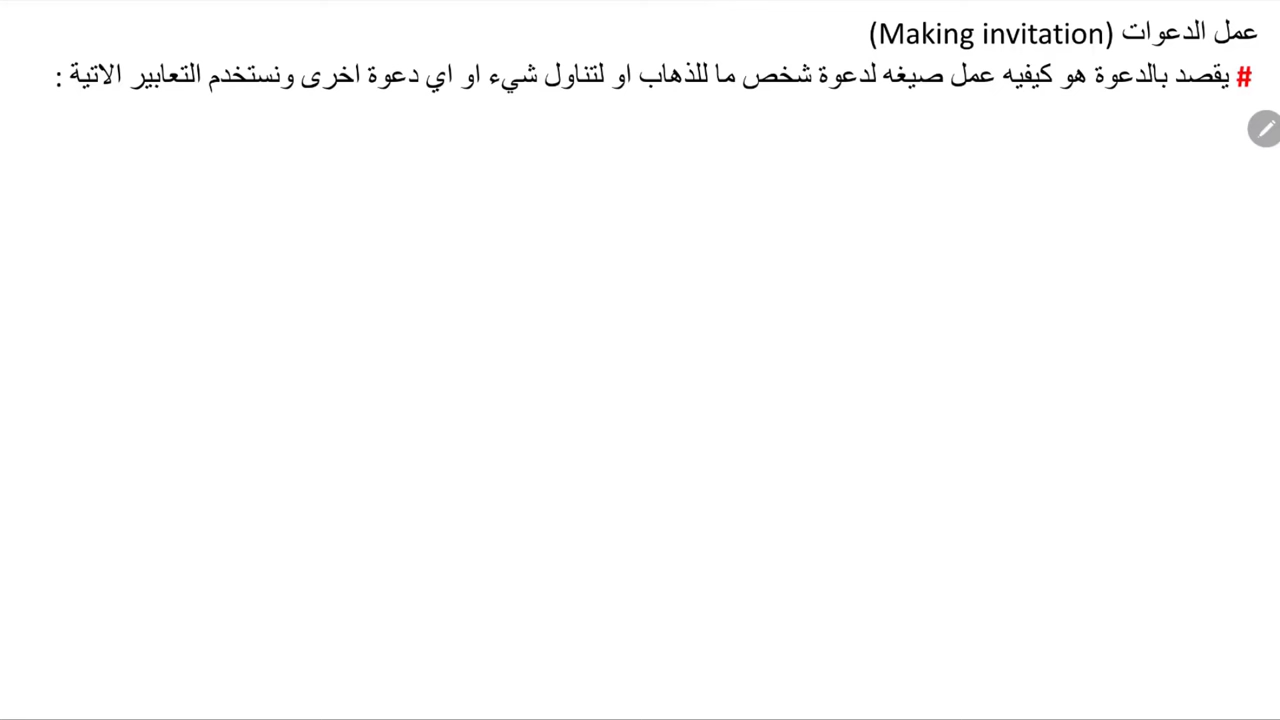 عمل الدعوات (Making invitation)
# يقصد بالدعوة هو كيفيه عمل صيغه لدعوة شخص ما للذهاب او لتناول شيء او اي دعوة اخرى ونستخدم التعابير الاتية :